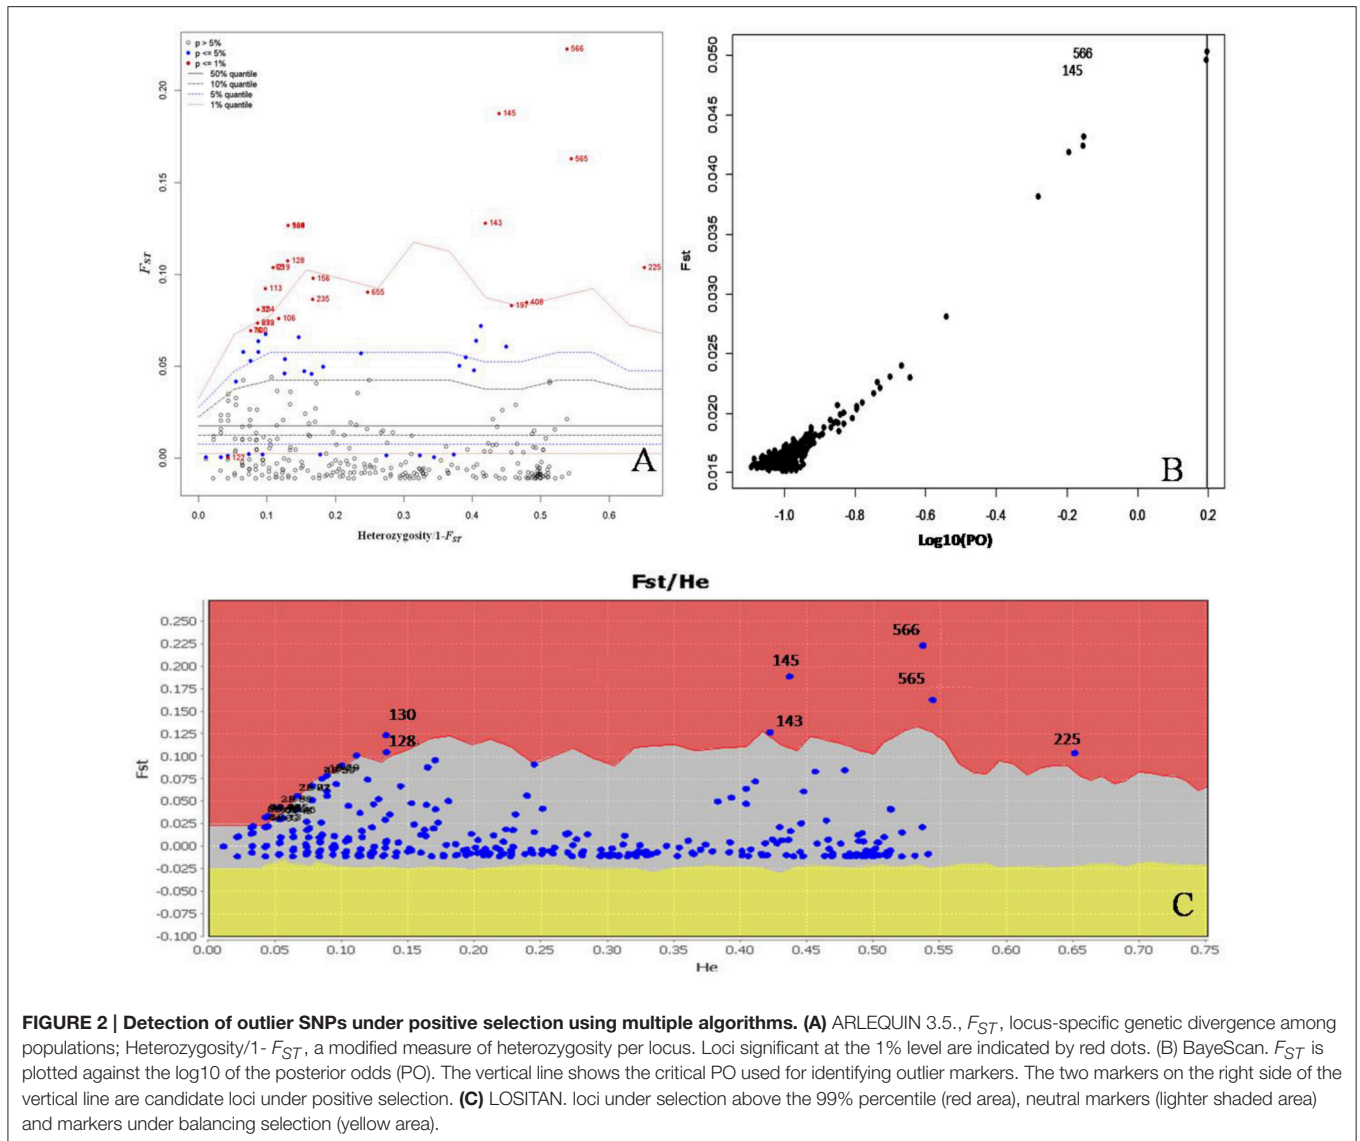 p > 5%
p <= 5%
p <= 1%
50% quantile
10% quantile
5% quantile
1% quantile
566
145
565
143
128
225
113
156
655
235
408
197
106
122
0.20
0.15
0.10
0.05
0.00
F_ST
0.0 0.1 0.2 0.3 0.4 0.5 0.6
Heterozygosity/1-F_ST
A
566
145
0.050
0.045
0.040
0.035
0.030
0.025
0.020
0.015
Fst
-1.0 -0.8 -0.6 -0.4 -0.2 0.0 0.2
Log10(PO)
B
Fst/He
566
145
565
130
143
128
225
0.250
0.225
0.200
0.175
0.150
0.125
0.100
0.075
0.050
0.025
0.000
-0.025
-0.050
-0.075
-0.100
Fst
0.00 0.05 0.10 0.15 0.20 0.25 0.30 0.35 0.40 0.45 0.50 0.55 0.60 0.65 0.70 0.75
He
C
FIGURE 2 | Detection of outlier SNPs under positive selection using multiple algorithms. (A) ARLEQUIN 3.5., F_ST, locus-specific genetic divergence among
populations; Heterozygosity/1- F_ST, a modified measure of heterozygosity per locus. Loci significant at the 1% level are indicated by red dots. (B) BayeScan. F_ST is
plotted against the log10 of the posterior odds (PO). The vertical line shows the critical PO used for identifying outlier markers. The two markers on the right side of the
vertical line are candidate loci under positive selection. (C) LOSITAN. loci under selection above the 99% percentile (red area), neutral markers (lighter shaded area)
and markers under balancing selection (yellow area).